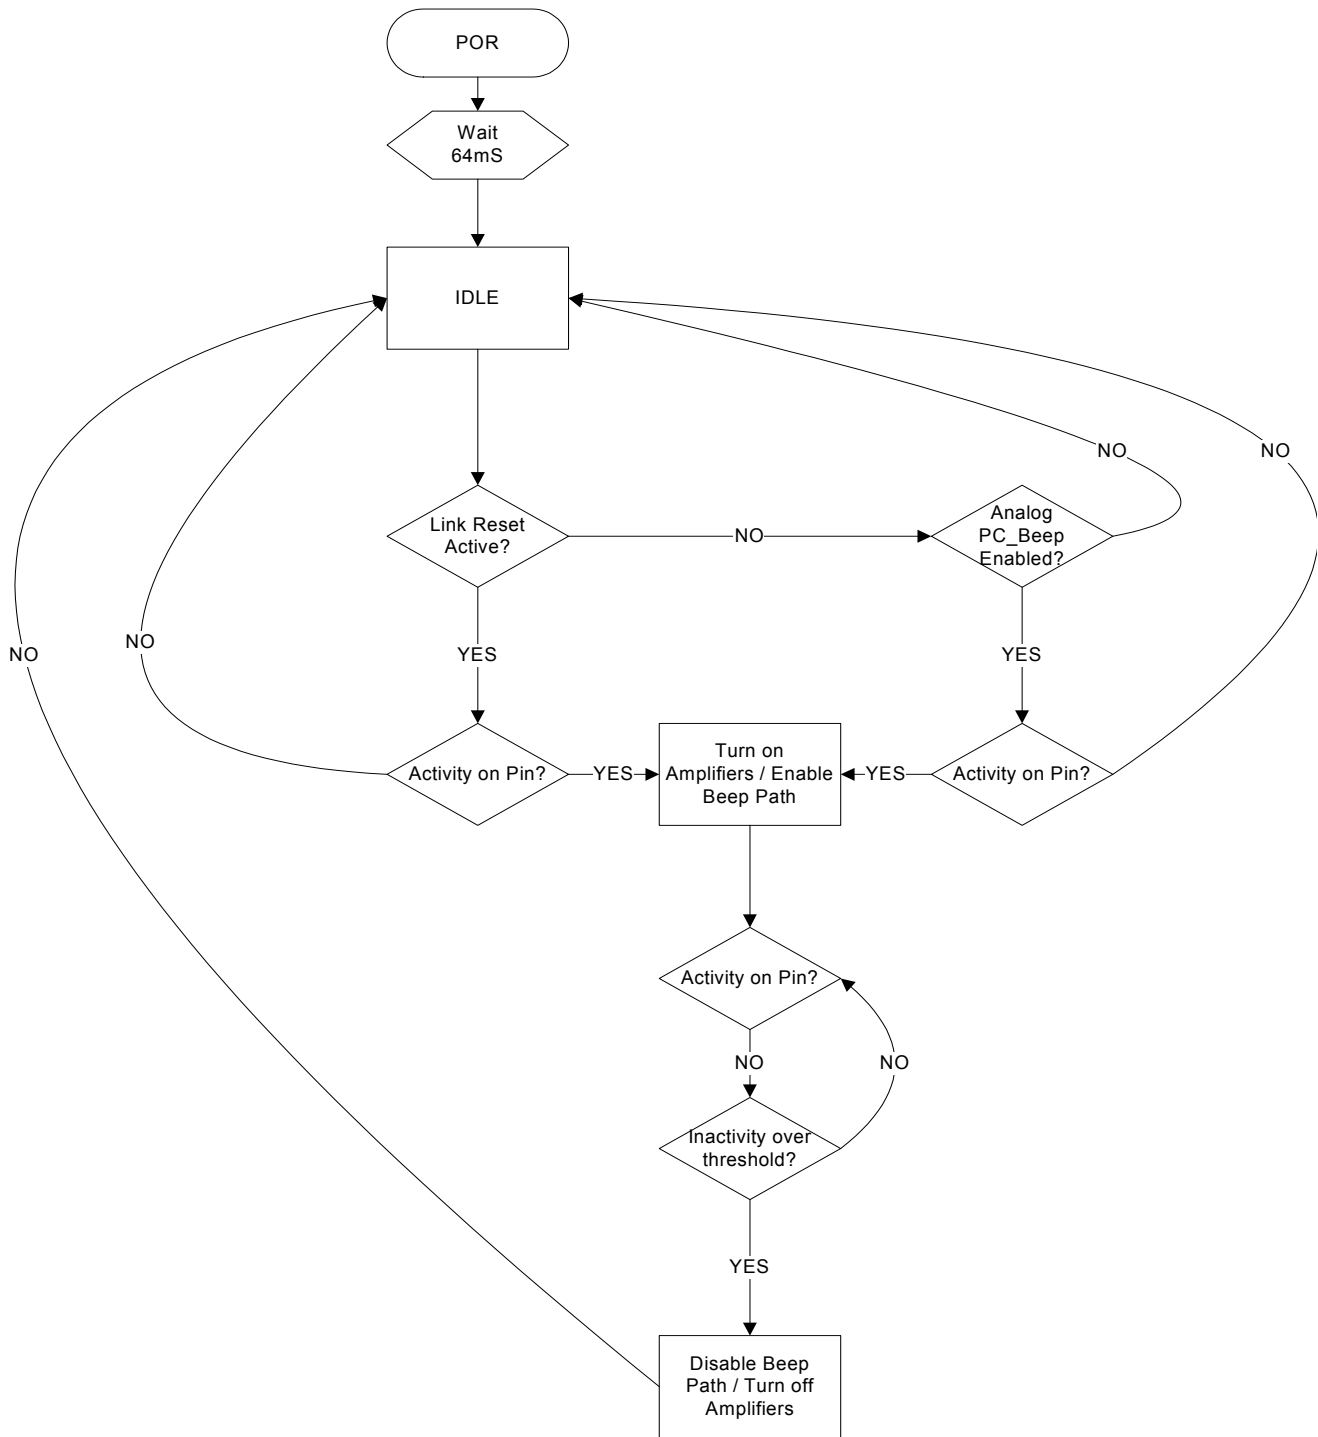 POR
Wait
64mS
IDLE
NO
NO
Link Reset
Active?
NO
Analog
PC_Beep
Enabled?
NO
NO
YES
YES
Activity on Pin?
YES
Turn on
Amplifiers / Enable
Beep Path
YES
Activity on Pin?
Activity on Pin?
NO
NO
Inactivity over
threshold?
YES
Disable Beep
Path / Turn off
Amplifiers